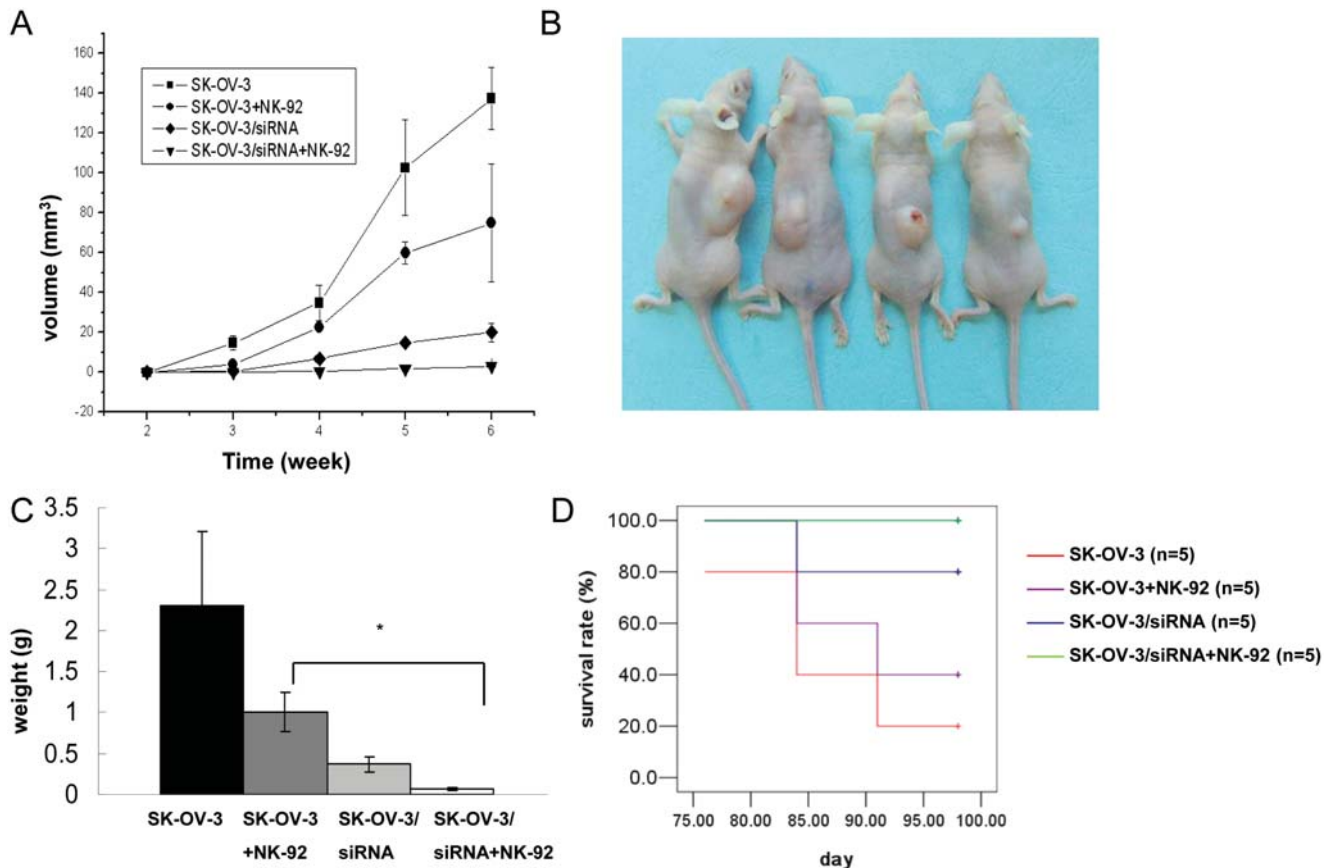 A
160
140
120
100
80
60
40
20
0
-20
volume (mm³)
SK-OV-3
SK-OV-3+NK-92
SK-OV-3/siRNA
SK-OV-3/siRNA+NK-92
2 3 4 5 6
Time (week)
B
C
3.5
3
2.5
2
1.5
1
0.5
0
weight (g)
*
SK-OV-3 SK-OV-3 SK-OV-3/ SK-OV-3/
+NK-92 siRNA siRNA+NK-92
D
100.0
80.0
60.0
40.0
20.0
0.0
survival rate (%)
75.00 80.00 85.00 90.00 95.00 100.00
day
SK-OV-3 (n=5)
SK-OV-3+NK-92 (n=5)
SK-OV-3/siRNA (n=5)
SK-OV-3/siRNA+NK-92 (n=5)